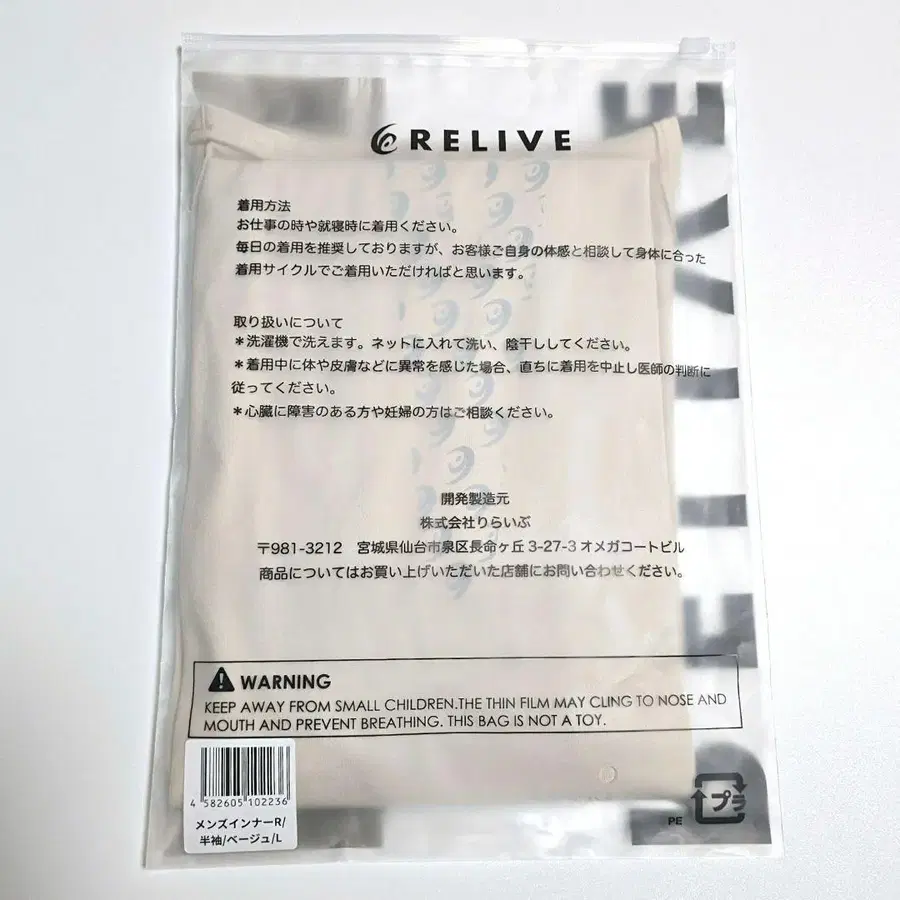 RELIVE
着用方法
お仕事の時や就寝時に着用ください。
毎日の着用を推奨しておりますが、お客様ご自身の体感と相談して身体に合った
着用サイクルでご着用いただければと思います。
取り扱いについて
＊洗濯機で洗えます。ネットに入れて洗い、陰干ししてください。
＊着用中に体や皮膚などに異常を感じた場合、直ちに着用を中止し医師の判断に
従ってください。
＊心臓に障害のある方や妊婦の方はご相談ください。
開発製造元
株式会社りらいぶ
〒981-3212　宮城県仙台市泉区長命ヶ丘 3-27-3 オメガコートビル
商品についてはお買い上げいただいた店舗にお問い合わせください。
WARNING
KEEP AWAY FROM SMALL CHILDREN.THE THIN FILM MAY CLING TO NOSE AND
MOUTH AND PREVENT BREATHING. THIS BAG IS NOT A TOY.
4 582605 102236
メンズインナーR/
半袖/ベージュ/L
プラ
PE